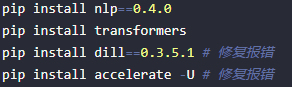 pip install nlp==0.4.0
pip install transformers
pip install dill==0.3.5.1 # 修复报错
pip install accelerate -U # 修复报错